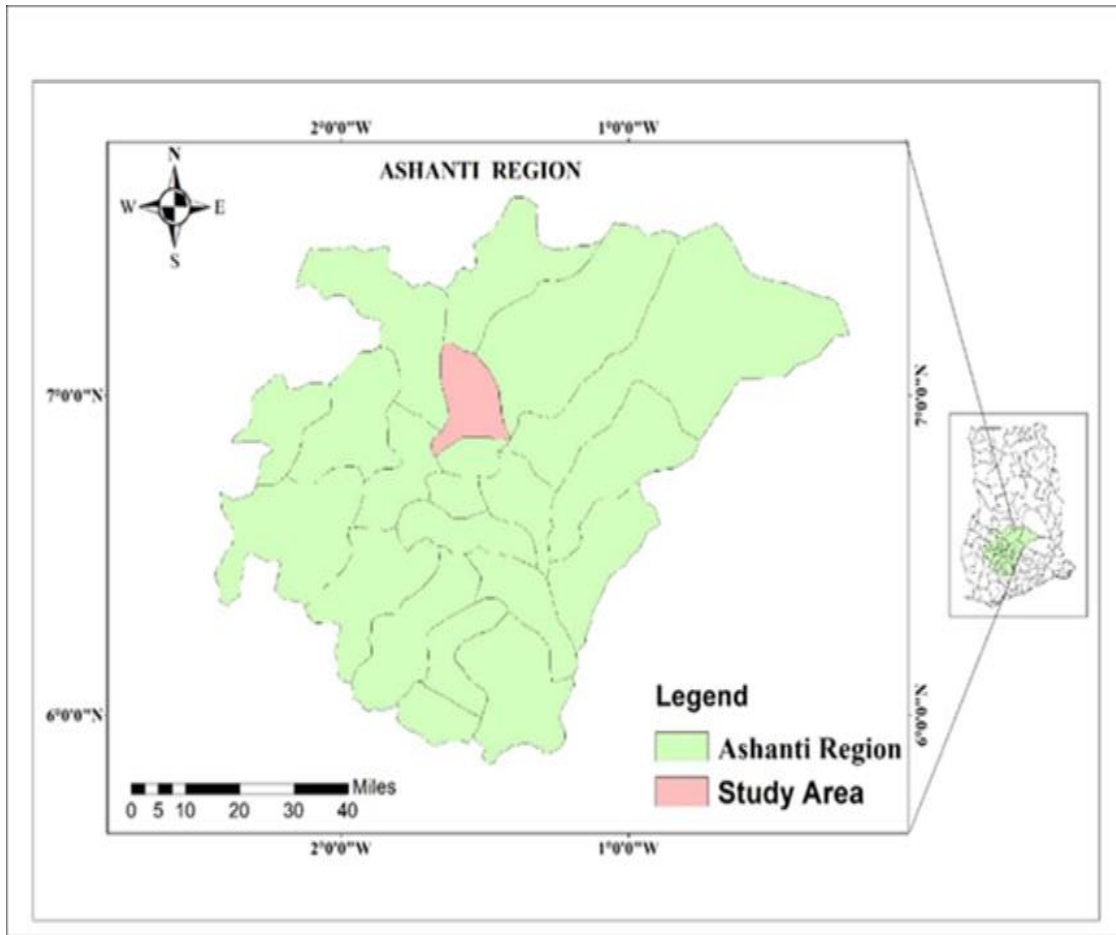 2°0'0"W 1°0'0"W
ASHANTI REGION
N
W E
S
7°0'0"N 7°0'0"N
6°0'0"N 6°0'0"N
Legend
Ashanti Region
Study Area
Miles
0 5 10 20 30 40
2°0'0"W 1°0'0"W